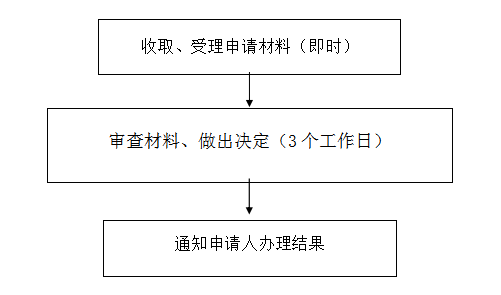 收取、受理申请材料（即时）
审查材料、做出决定（3个工作日）
通知申请人办理结果